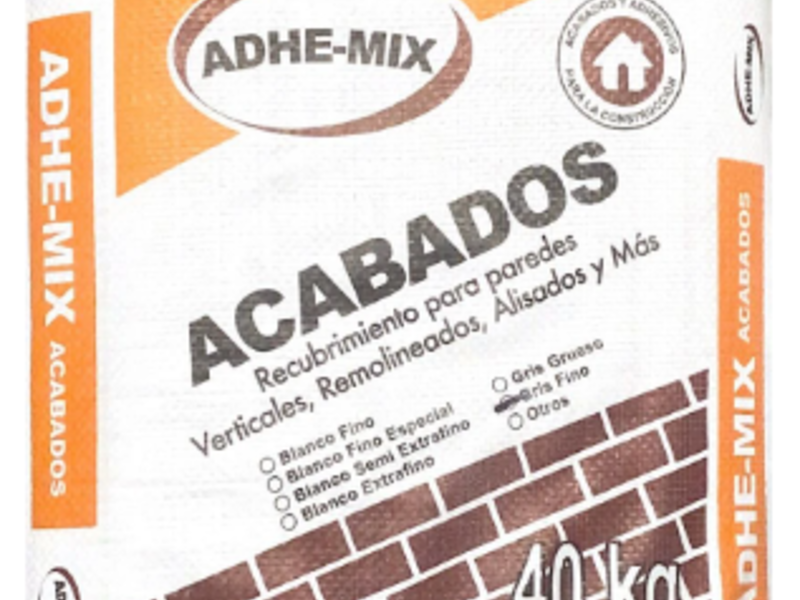 ADHE-MIX
ACABADOS Y ADHESIVOS
PARA LA CONSTRUCCIÓN
ADHE-MIX
ADHE-MIX ACABADOS
ACABADOS
Recubrimiento para paredes
Verticales, Remolineados, Alisados y Más
Blanco Fino
Blanco Fino Especial
Blanco Semi Extrafino
Blanco Extrafino
Gris Grueso
Gris Fino
Otros
40 kg
ADHE-MIX ACABADOS